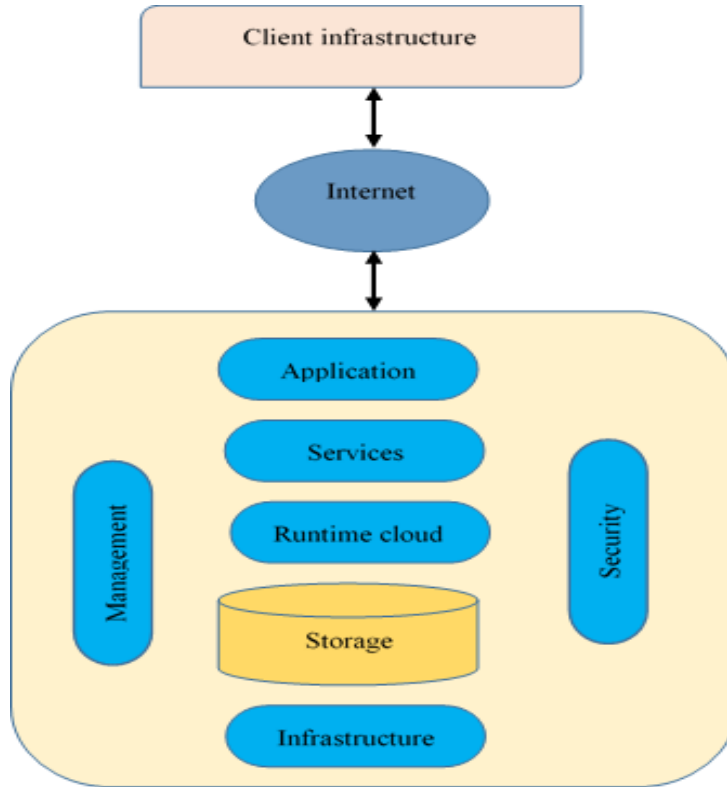 Client infrastructure
Internet
Application
Services
Runtime cloud
Management
Security
Storage
Infrastructure